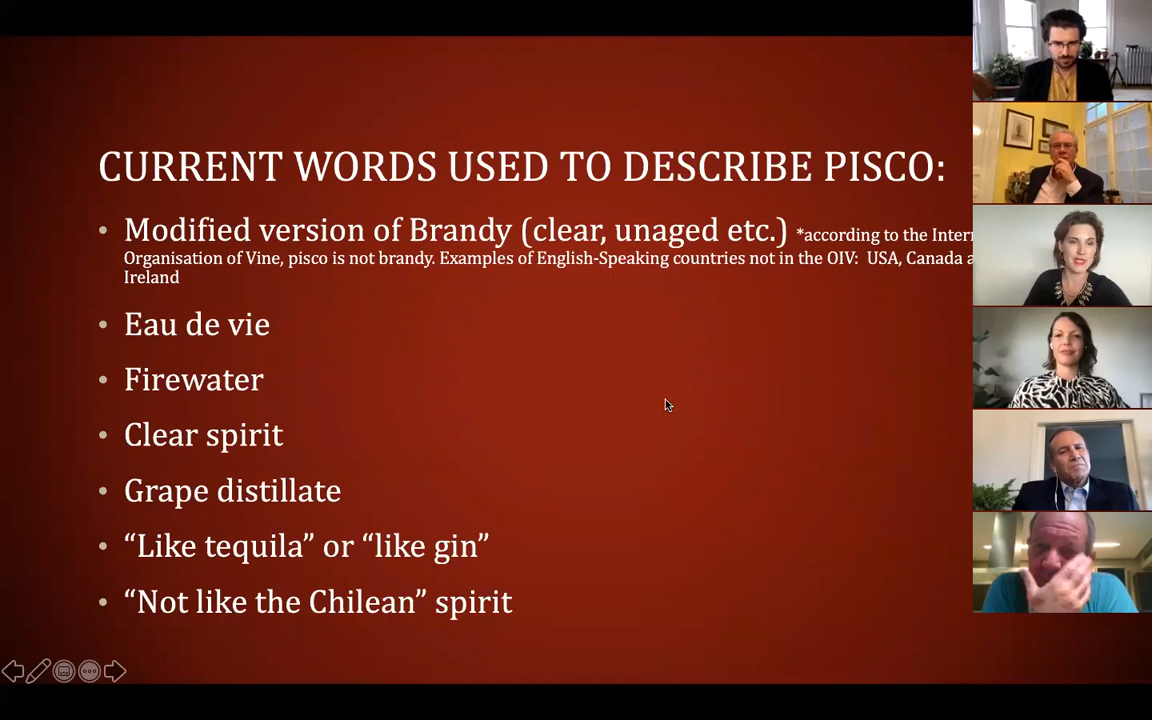 CURRENT WORDS USED TO DESCRIBE PISCO:
• Modified version of Brandy (clear, unaged etc.) *according to the
Organisation of Vine, pisco is not brandy. Examples of English-Speaking countries not in the OIV: USA, Canada
Ireland
• Eau de vie
• Firewater
• Clear spirit
• Grape distillate
• “Like tequila” or “like gin”
• “Not like the Chilean” spirit